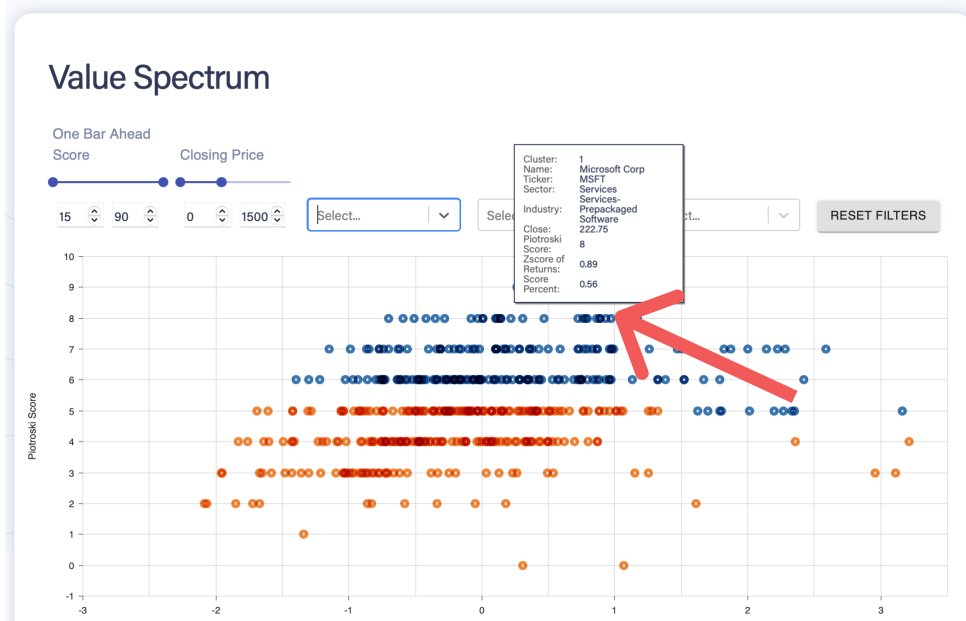 Value Spectrum
One Bar Ahead
Score
Closing Price
15
90
0
1500
Select...
RESET FILTERS
Cluster: 1
Name: Microsoft Corp
Ticker: MSFT
Sector: Services
Industry: Services-
Prepackaged
Software
Close: 222.75
Piotroski
Score: 8
Zscore of
Returns: 0.89
Score
Percent: 0.56
Piotroski Score
10
9
8
7
6
5
4
3
2
1
0
-1
-3
-2
-1
0
1
2
3